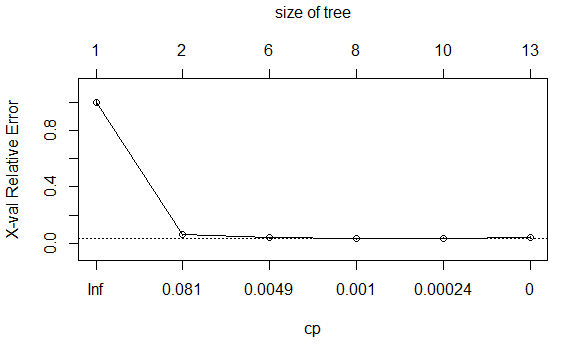 size of tree
1 2 6 8 10 13
X-val Relative Error
0.8
0.4
0.0
Inf 0.081 0.0049 0.001 0.00024 0
cp